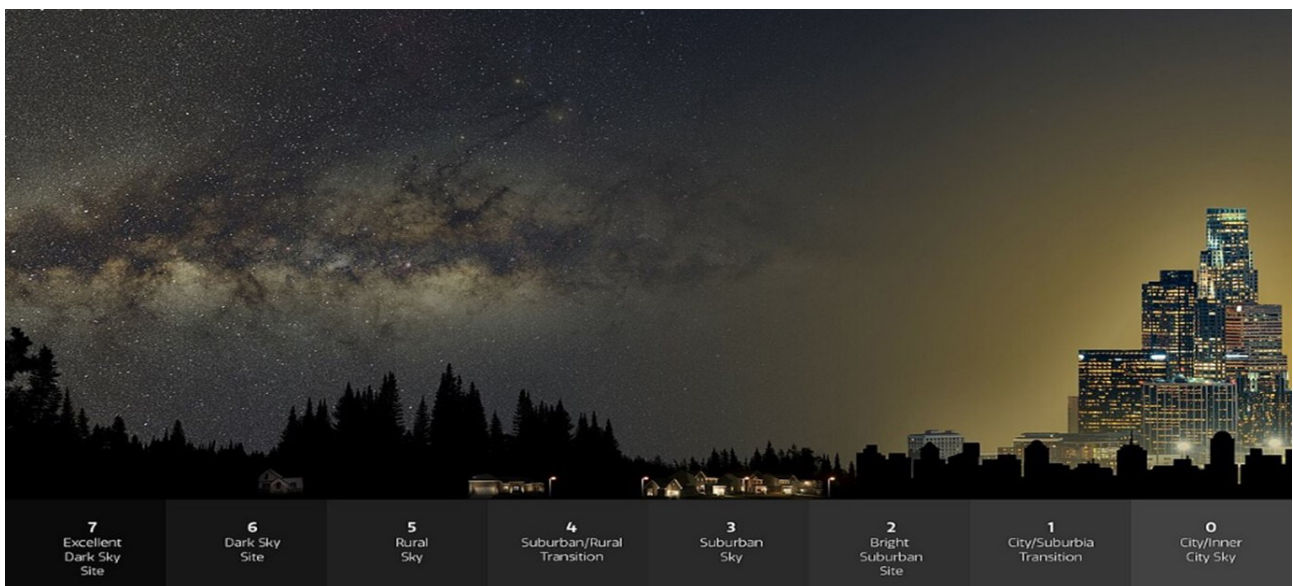 7
Excellent
Dark Sky
Site
6
Dark Sky
Site
5
Rural
Sky
4
Suburban/Rural
Transition
3
Suburban
Sky
2
Bright
Suburban
Site
1
City/Suburbia
Transition
0
City/Inner
City Sky